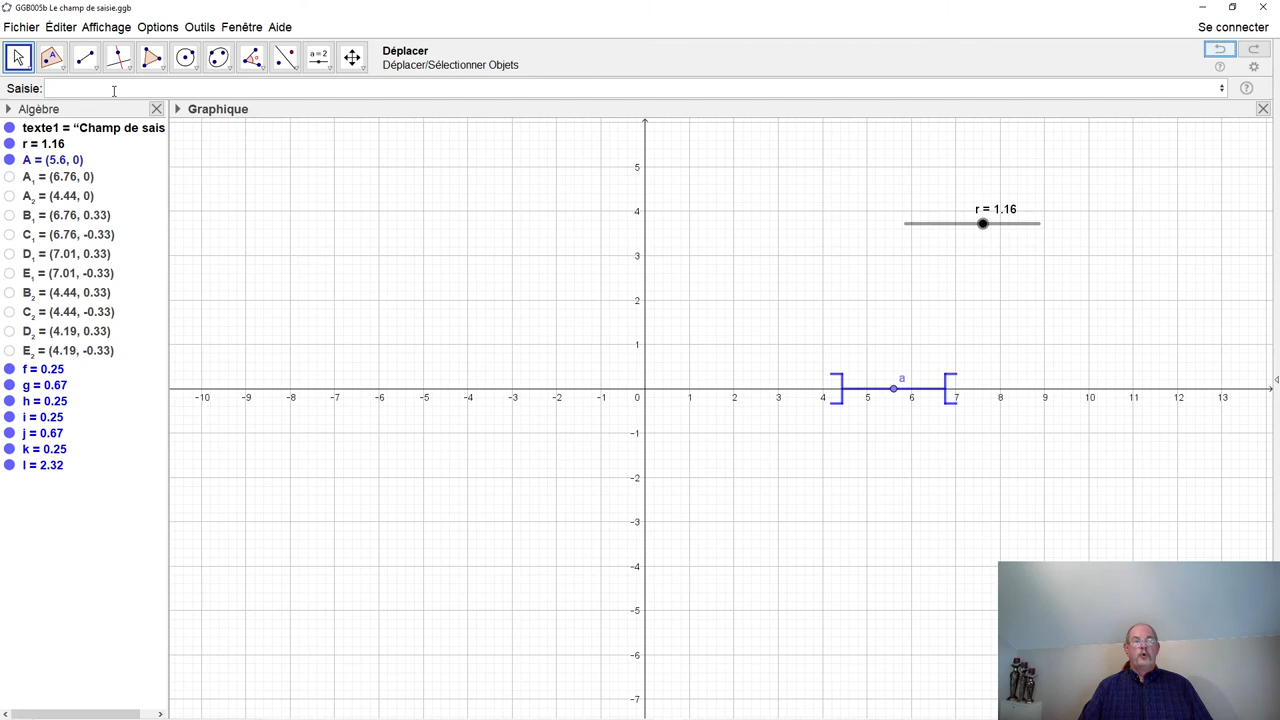 GGB005b Le champ de saisie.ggb
Fichier Éditer Affichage Options Outils Fenêtre Aide
Se connecter
a=2
Déplacer
Déplacer/Sélectionner Objets
Saisie:
Algèbre
Graphique
texte1 = “Champ de sais
r = 1.16
A = (5.6, 0)
A₁ = (6.76, 0)
A₂ = (4.44, 0)
B₁ = (6.76, 0.33)
C₁ = (6.76, -0.33)
D₁ = (7.01, 0.33)
E₁ = (7.01, -0.33)
B₂ = (4.44, 0.33)
C₂ = (4.44, -0.33)
D₂ = (4.19, 0.33)
E₂ = (4.19, -0.33)
f = 0.25
g = 0.67
h = 0.25
i = 0.25
j = 0.67
k = 0.25
l = 2.32
r = 1.16
a
5
4
3
2
1
-10 -9 -8 -7 -6 -5 -4 -3 -2 -1 0 1 2 3 4 5 6 7 8 9 10 11 12 13
-1
-2
-3
-4
-5
-6
-7